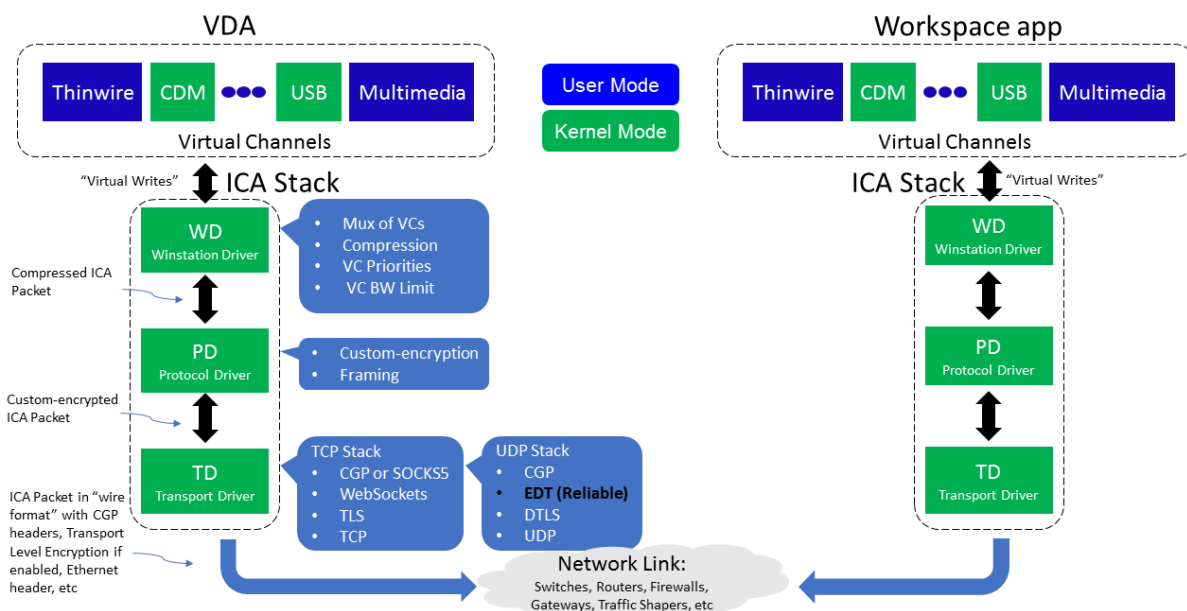 VDA
Thinwire
CDM
USB
Multimedia
Virtual Channels
User Mode
Kernel Mode
Workspace app
Thinwire
CDM
USB
Multimedia
Virtual Channels
"Virtual Writes"
ICA Stack
WD
Winstation Driver
• Mux of VCs
• Compression
• VC Priorities
• VC BW Limit
Compressed ICA
Packet
PD
Protocol Driver
• Custom-encryption
• Framing
Custom-encrypted
ICA Packet
TD
Transport Driver
TCP Stack
• CGP or SOCKS5
• WebSockets
• TLS
• TCP
UDP Stack
• CGP
• EDT (Reliable)
• DTLS
• UDP
ICA Packet in "wire
format" with CGP
headers, Transport
Level Encryption if
enabled, Ethernet
header, etc
Network Link:
Switches, Routers, Firewalls,
Gateways, Traffic Shapers, etc
ICA Stack
"Virtual Writes"
WD
Winstation Driver
PD
Protocol Driver
TD
Transport Driver